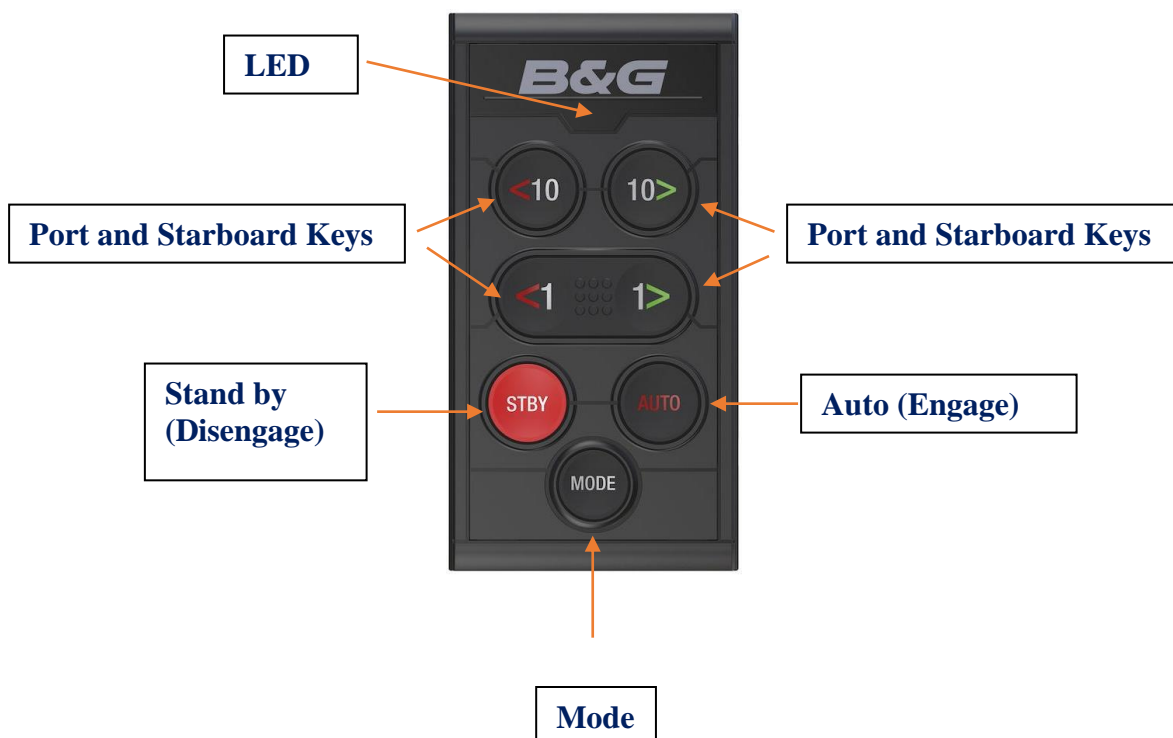 LED
B&G
<10 10>
Port and Starboard Keys
Port and Starboard Keys
<1 1>
Stand by
(Disengage)
STBY
AUTO
Auto (Engage)
MODE
Mode